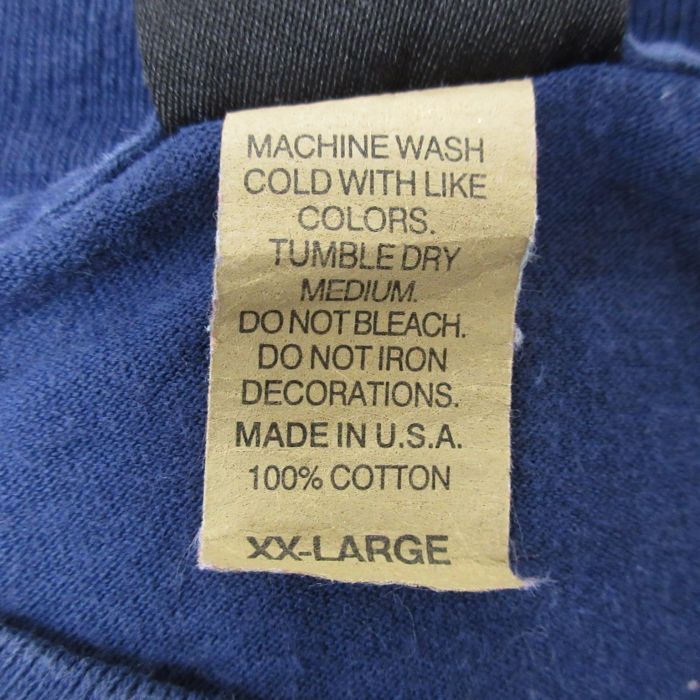 MACHINE WASH
COLD WITH LIKE
COLORS.
TUMBLE DRY
MEDIUM.
DO NOT BLEACH.
DO NOT IRON
DECORATIONS.
MADE IN U.S.A.
100% COTTON
XX-LARGE